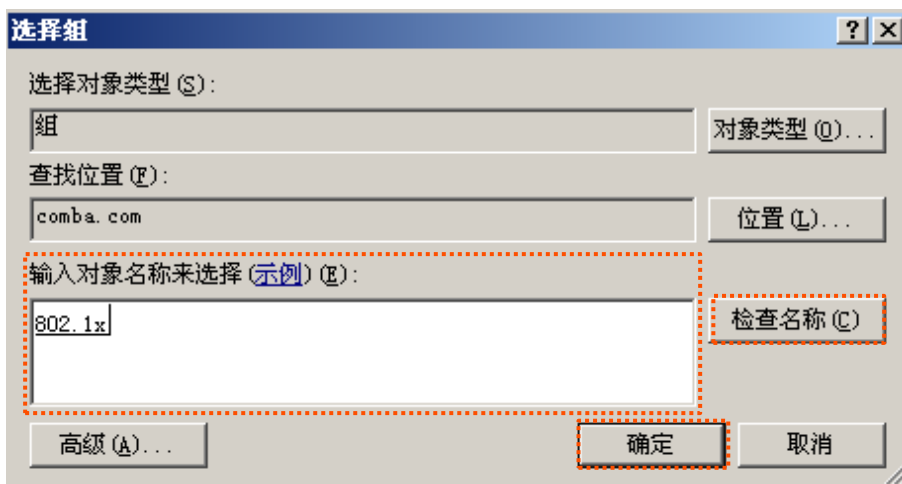 选择组
选择对象类型(S):
组
对象类型(O)...
查找位置(F):
comba.com
位置(L)...
输入对象名称来选择(示例)(E):
802.1x
检查名称(C)
高级(A)...
确定
取消